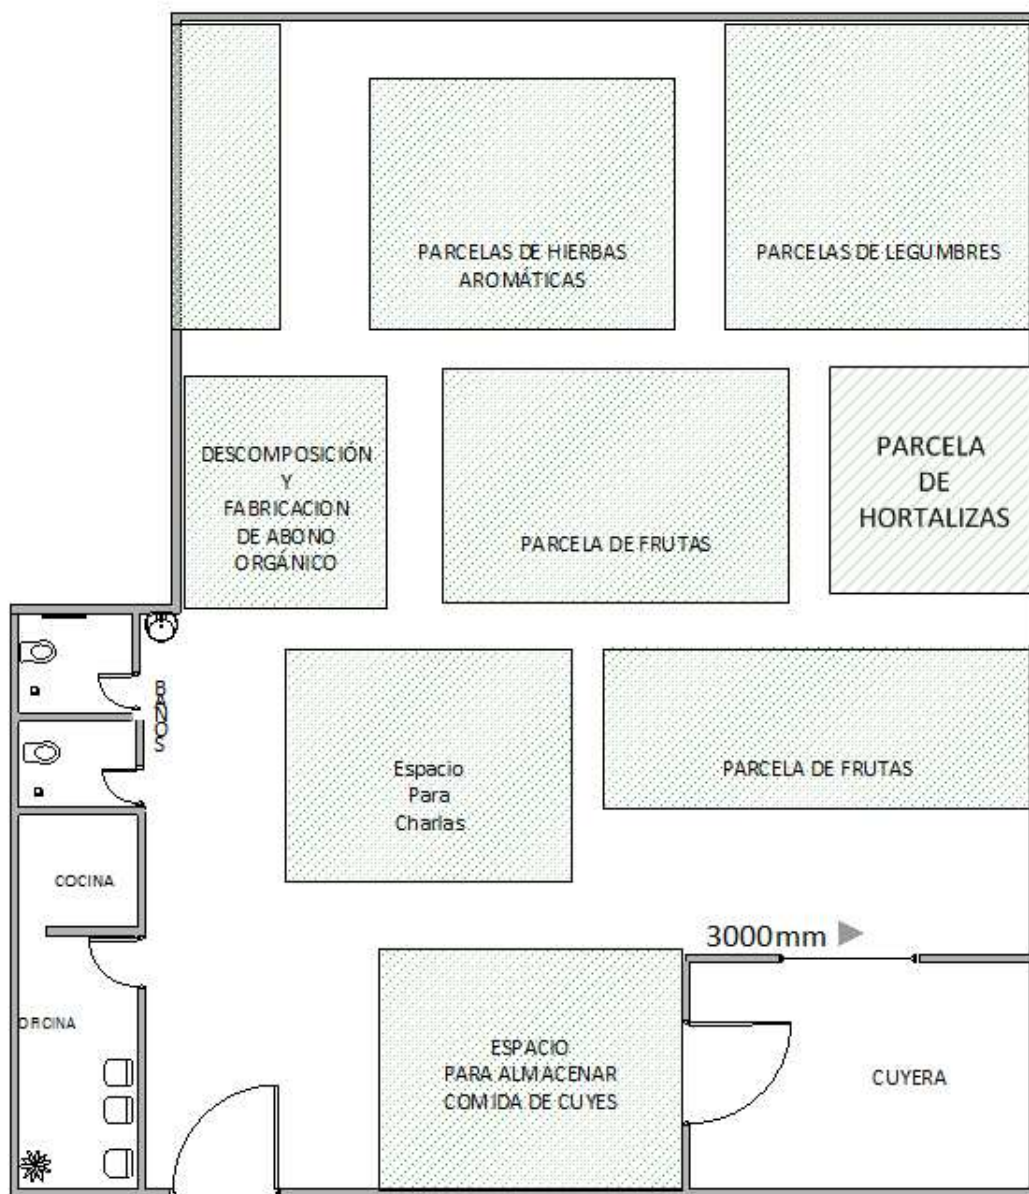 PARCELAS DE HIERBAS
AROMÁTICAS
PARCELAS DE LEGUMBRES
DESCOMPOSICIÓN
Y
FABRICACION
DE ABONO
ORGÁNICO
PARCELA DE FRUTAS
PARCELA
DE
HORTALIZAS
BAÑOS
Espacio
Para
Charlas
PARCELA DE FRUTAS
COCINA
3000mm
OFICINA
ESPACIO
PARA ALMACENAR
COMIDA DE CUYES
CUYERA